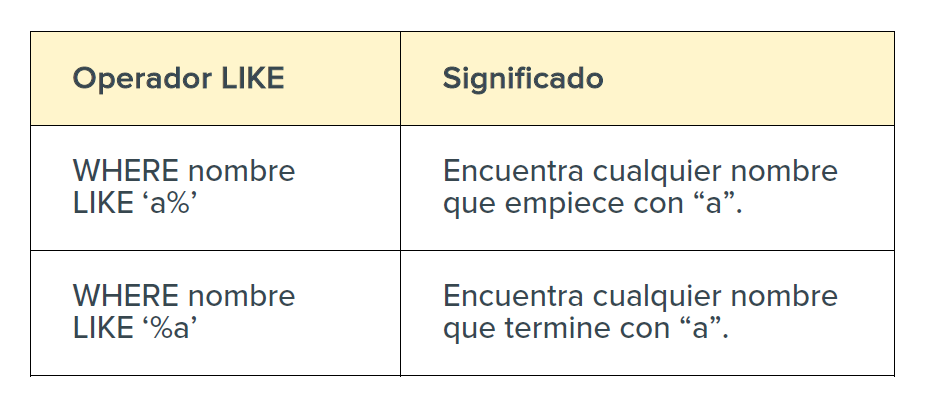 Operador LIKE
Significado
WHERE nombre
LIKE ‘a%’
Encuentra cualquier nombre
que empiece con “a”.
WHERE nombre
LIKE ‘%a’
Encuentra cualquier nombre
que termine con “a”.